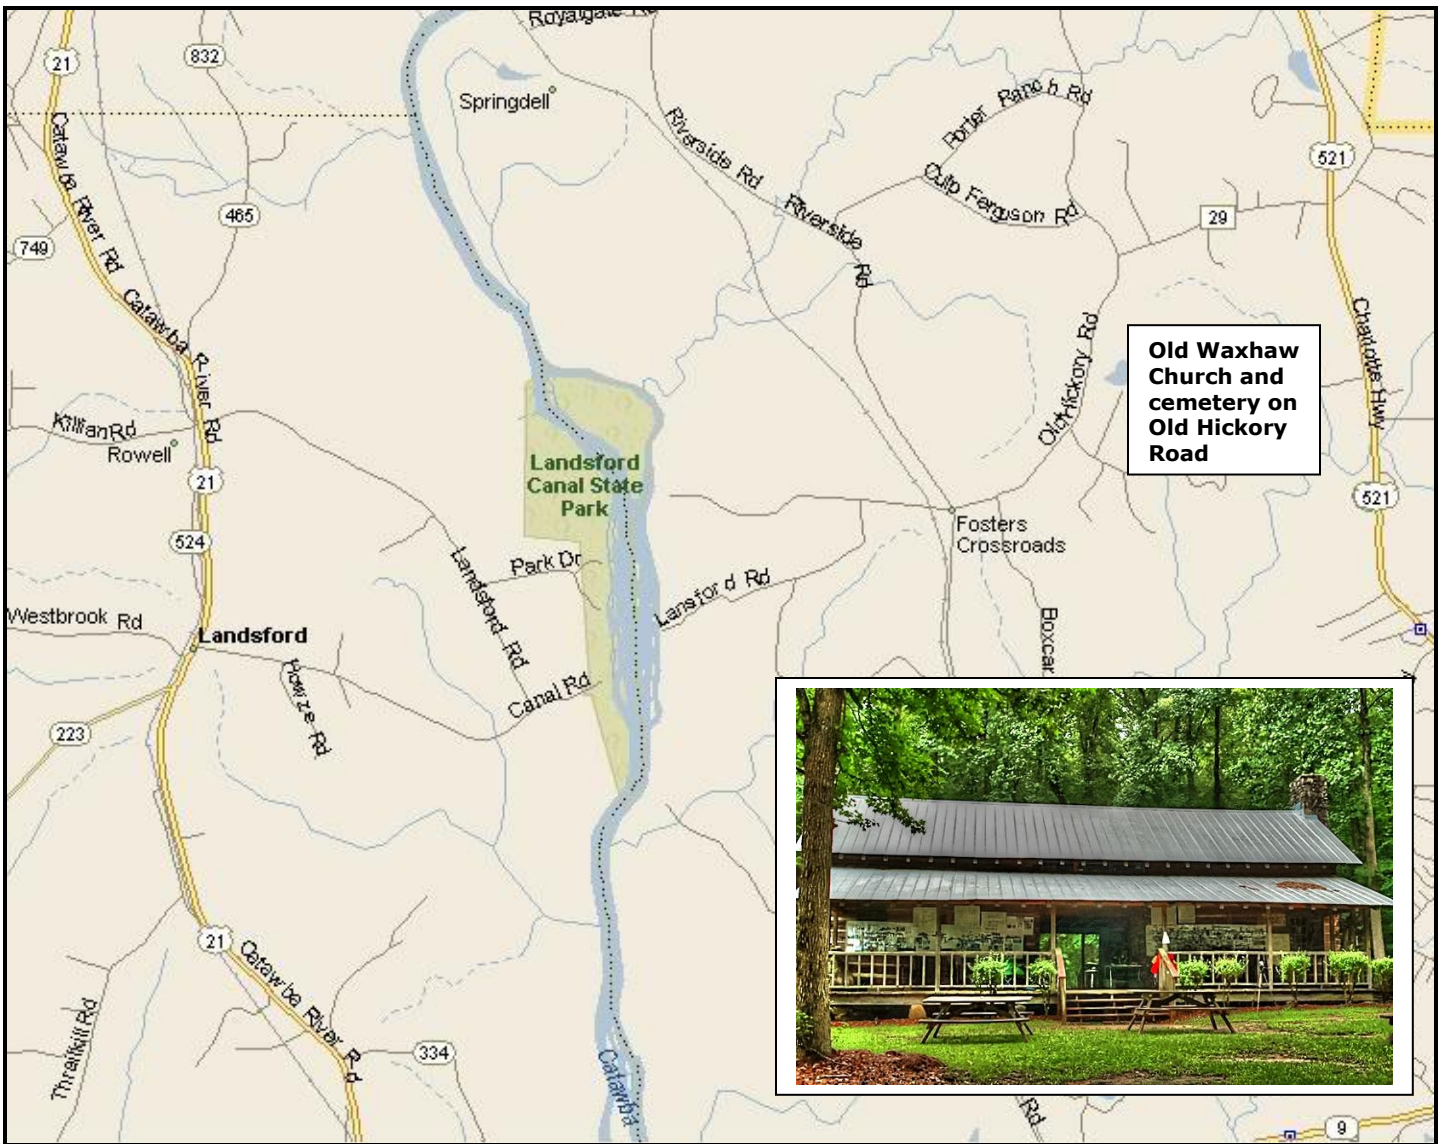 Royalgate Rd
21
832
Springdell
Porter Ranch Rd
Riverside Rd
521
Catawba River Rd
Culp Ferguson Rd
465
Riverside Rd
29
749
Catawba River Rd
Old Hickory Rd
Charlotte Hwy
Old Waxhaw
Church and
cemetery on
Old Hickory
Road
Killian Rd
Rowell
Landsford
Canal State
Park
21
521
524
Fosters
Crossroads
Park Dr
Landsford Rd
Lansford Rd
Westbrook Rd
Landsford
Boxcar
Howze Rd
Canal Rd
223
21
Catawba River Rd
Thrailkill Rd
334
Catawba
Rd
9